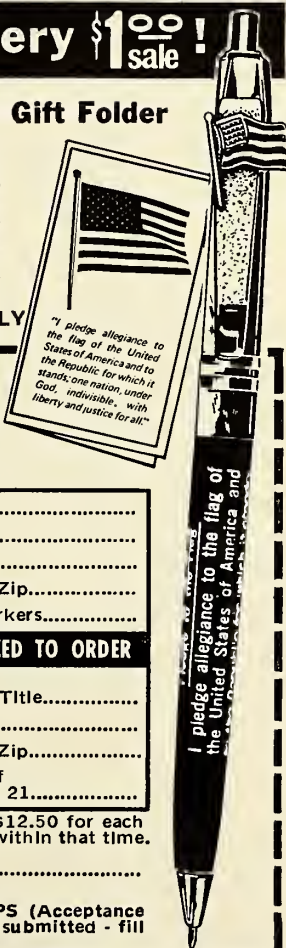 ery $1.00 sale !
Gift Folder
LY
"I pledge allegiance to
the flag of the United
States of America and to
the Republic for which it
stands; one nation, under
God, indivisible, with
liberty and justice for all."
I pledge allegiance to the flag of
the United States of America and
Zip
rkers
ED TO ORDER
Title
Zip
f
21
$12.50 for each
within that time.
PS (Acceptance
submitted - fill